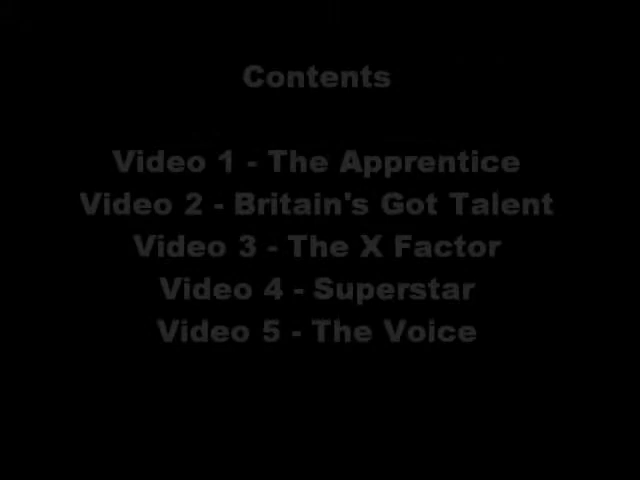 Contents
Video 1 - The Apprentice
Video 2 - Britain's Got Talent
Video 3 - The X Factor
Video 4 - Superstar
Video 5 - The Voice